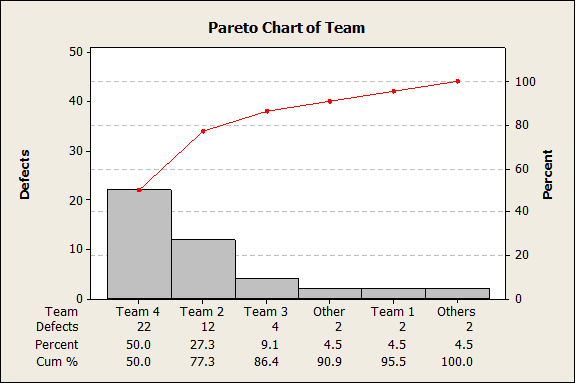 Pareto Chart of Team
50
40
30
20
10
0
Defects
100
80
60
40
20
0
Percent
Team Team 4 Team 2 Team 3 Other Team 1 Others
Defects 22 12 4 2 2 2
Percent 50.0 27.3 9.1 4.5 4.5 4.5
Cum % 50.0 77.3 86.4 90.9 95.5 100.0